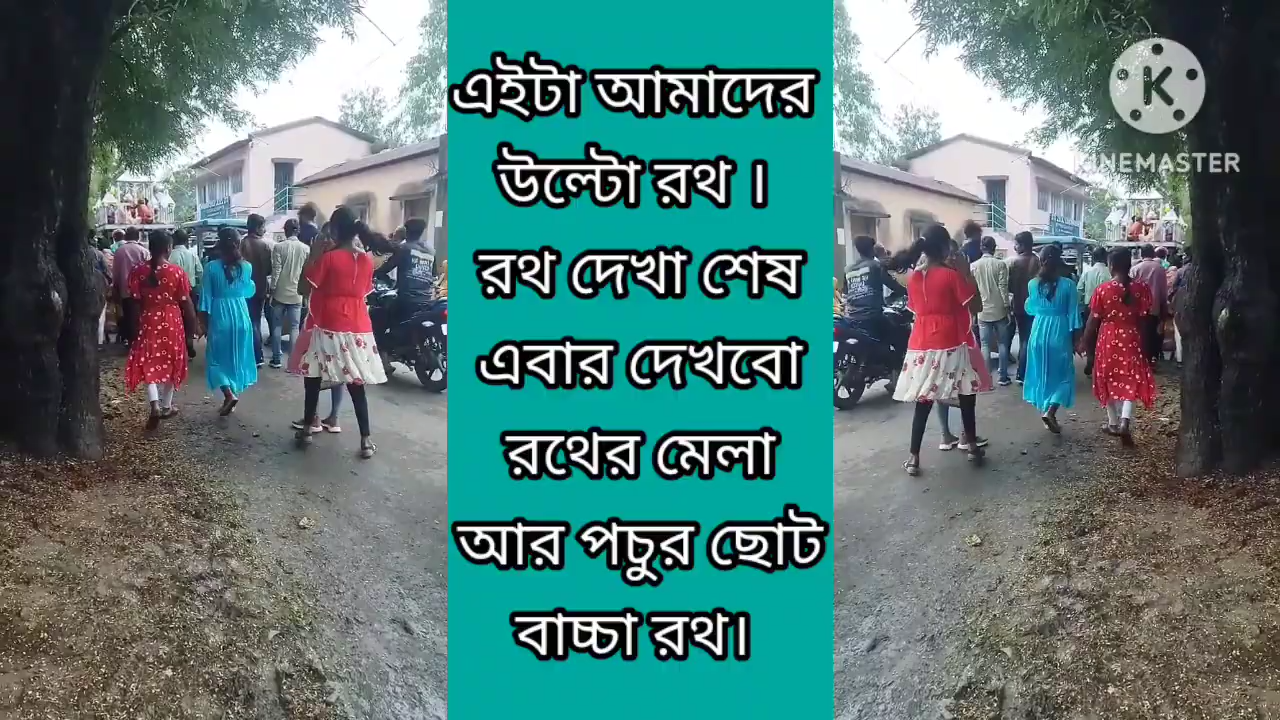 এইটা আমাদের
উল্টো রথ ।
রথ দেখা শেষ
এবার দেখবো
রথের মেলা
আর পচুর ছোট
বাচ্চা রথ।
K
KINEMASTER